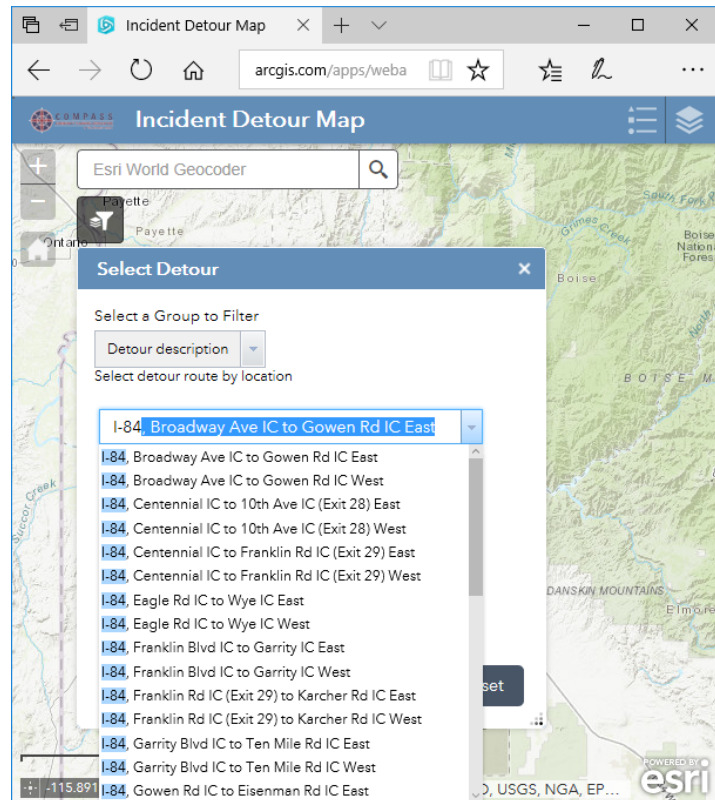 Incident Detour Map
arcgis.com/apps/weba
COMPASS
Incident Detour Map
Esri World Geocoder
Payette
Payette
Ontario
Grimes Creek
South Fork
Boise
Nation
Fores
Boise
North
BOISE M
Succor Creek
DANSKIN MOUNTAINS
Elmore
Select Detour
Select a Group to Filter
Detour description
Select detour route by location
I-84, Broadway Ave IC to Gowen Rd IC East
I-84, Broadway Ave IC to Gowen Rd IC East
I-84, Broadway Ave IC to Gowen Rd IC West
I-84, Centennial IC to 10th Ave IC (Exit 28) East
I-84, Centennial IC to 10th Ave IC (Exit 28) West
I-84, Centennial IC to Franklin Rd IC (Exit 29) East
I-84, Centennial IC to Franklin Rd IC (Exit 29) West
I-84, Eagle Rd IC to Wye IC East
I-84, Eagle Rd IC to Wye IC West
I-84, Franklin Blvd IC to Garrity IC East
I-84, Franklin Blvd IC to Garrity IC West
I-84, Franklin Rd IC (Exit 29) to Karcher Rd IC East
I-84, Franklin Rd IC (Exit 29) to Karcher Rd IC West
I-84, Garrity Blvd IC to Ten Mile Rd IC East
I-84, Garrity Blvd IC to Ten Mile Rd IC West
I-84, Gowen Rd IC to Eisenman Rd IC East
set
-115.891
O, USGS, NGA, EP...
POWERED BY
esri